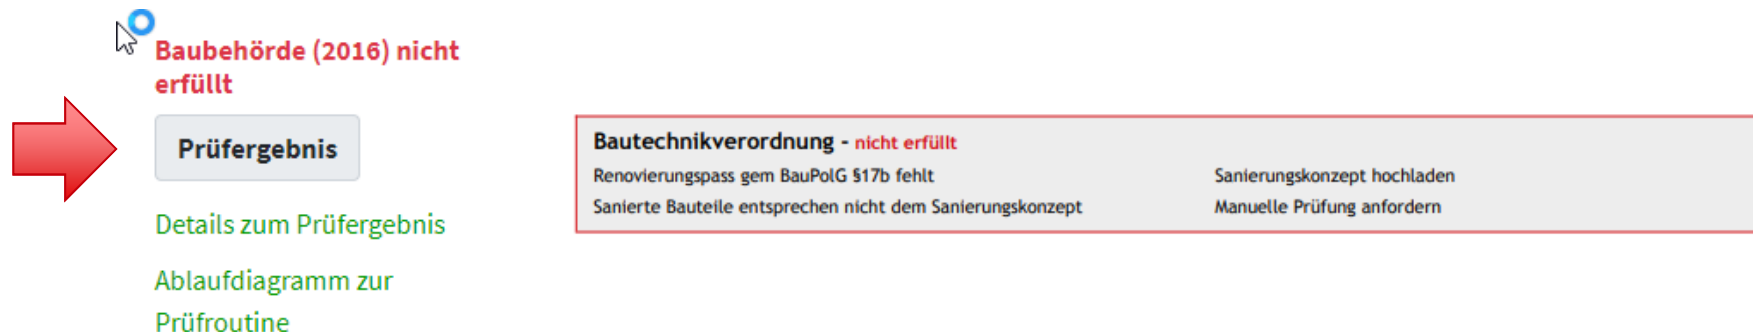 Baubehörde (2016) nicht
erfüllt
Prüfergebnis
Details zum Prüfergebnis
Ablaufdiagramm zur
Prüfroutine
Bautechnikverordnung - nicht erfüllt
Renovierungspass gem BauPolG §17b fehlt Sanierungskonzept hochladen
Sanierte Bauteile entsprechen nicht dem Sanierungskonzept Manuelle Prüfung anfordern